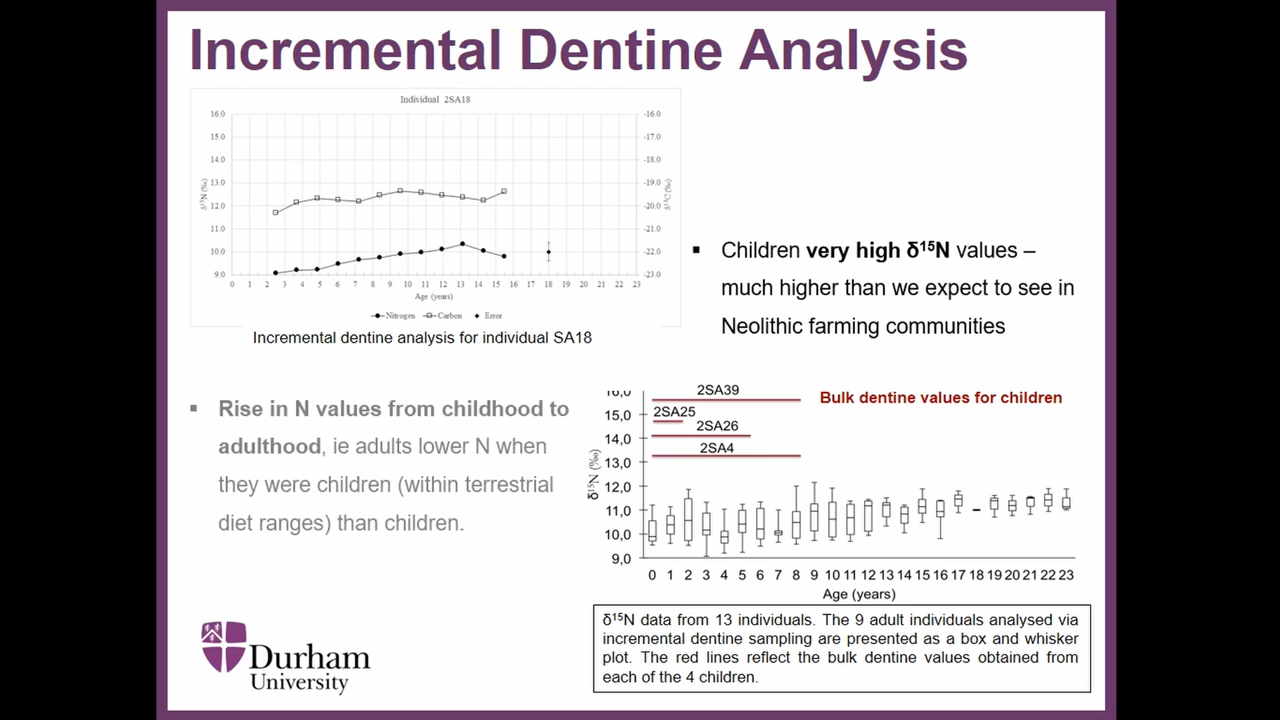 Incremental Dentine Analysis
Individual 2SA18
16.0 -16.0
15.0 -17.0
14.0 -18.0
13.0 -19.0
12.0 -20.0
11.0 -21.0
10.0 -22.0
9.0 -23.0
δ¹⁵N (‰)
δ¹³C (‰)
0 1 2 3 4 5 6 7 8 9 10 11 12 13 14 15 16 17 18 19 20 21 22 23
Age (years)
Nitrogen Carbon Error
Incremental dentine analysis for individual SA18
▪ Children very high δ¹⁵N values –
much higher than we expect to see in
Neolithic farming communities
▪ Rise in N values from childhood to
adulthood, ie adults lower N when
they were children (within terrestrial
diet ranges) than children.
Bulk dentine values for children
2SA39
2SA25
2SA26
2SA4
16,0
15,0
14,0
13,0
12,0
11,0
10,0
9,0
δ¹⁵N (‰)
0 1 2 3 4 5 6 7 8 9 10 11 12 13 14 15 16 17 18 19 20 21 22 23
Age (years)
δ¹⁵N data from 13 individuals. The 9 adult individuals analysed via
incremental dentine sampling are presented as a box and whisker
plot. The red lines reflect the bulk dentine values obtained from
each of the 4 children.
Durham
University